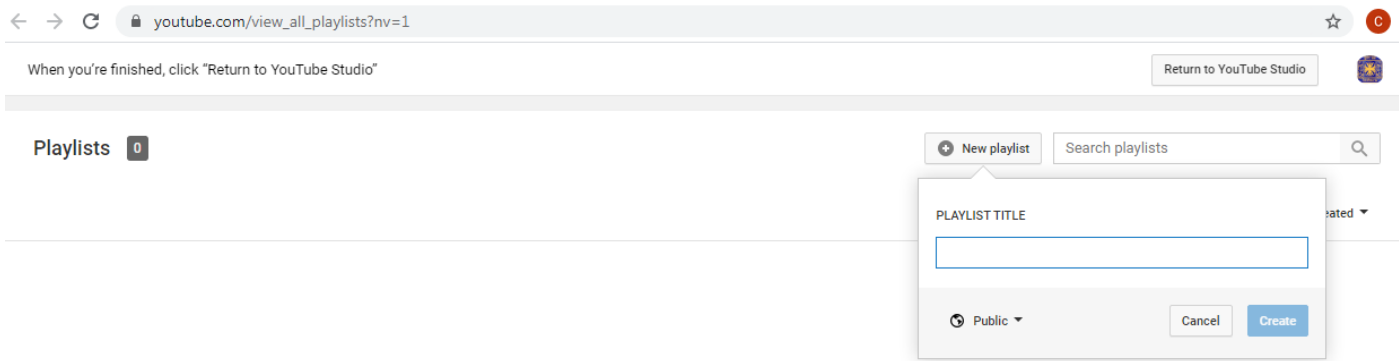 youtube.com/view_all_playlists?nv=1
C
When you're finished, click “Return to YouTube Studio”
Return to YouTube Studio
Playlists 0
New playlist
Search playlists
PLAYLIST TITLE
eated
Public
Cancel
Create